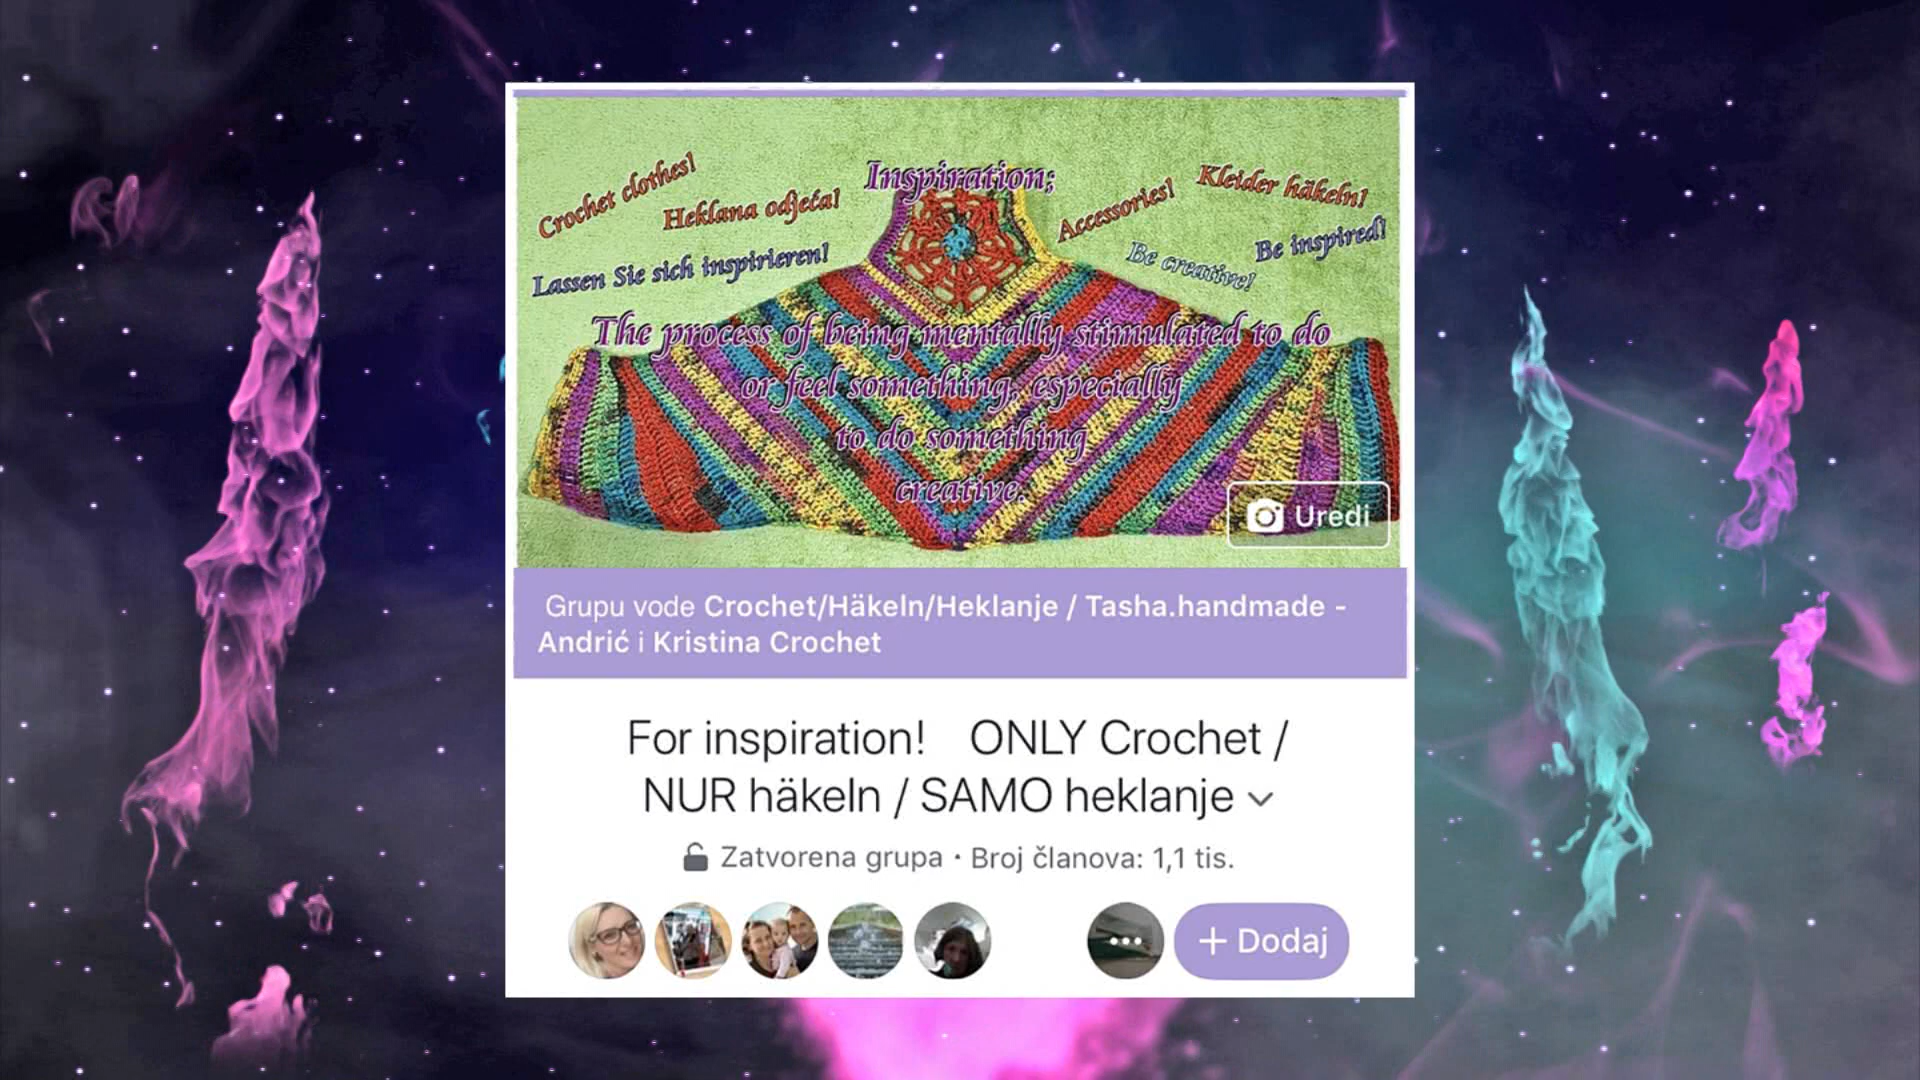 Inspiration;
Crochet clothes!
Heklana odjeća!
Accessories!
Kleider häkeln!
Lassen Sie sich inspirieren!
Be creative!
Be inspired!
The process of being mentally stimulated to do
or feel something, especially
to do something
creative.
Uredi
Grupu vode Crochet/Häkeln/Heklanje / Tasha.handmade -
Andrić i Kristina Crochet
For inspiration! ONLY Crochet /
NUR häkeln / SAMO heklanje
Zatvorena grupa · Broj članova: 1,1 tis.
+ Dodaj